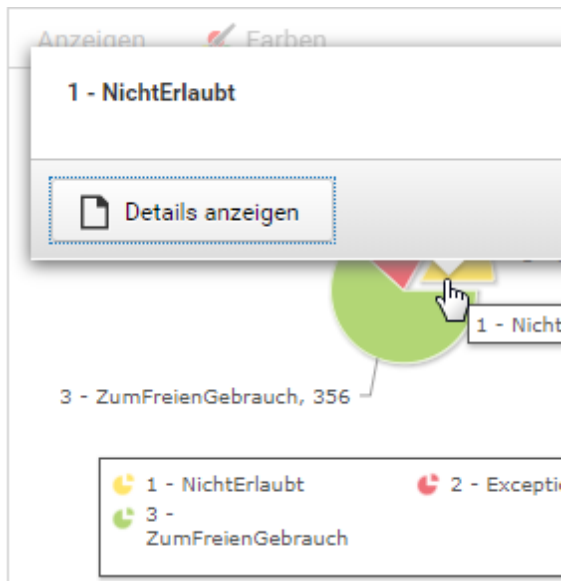 Anzeigen Farben
1 - NichtErlaubt
Details anzeigen
1 - Nicht
3 - ZumFreienGebrauch, 356
1 - NichtErlaubt 2 - Excepti
3 -
ZumFreienGebrauch